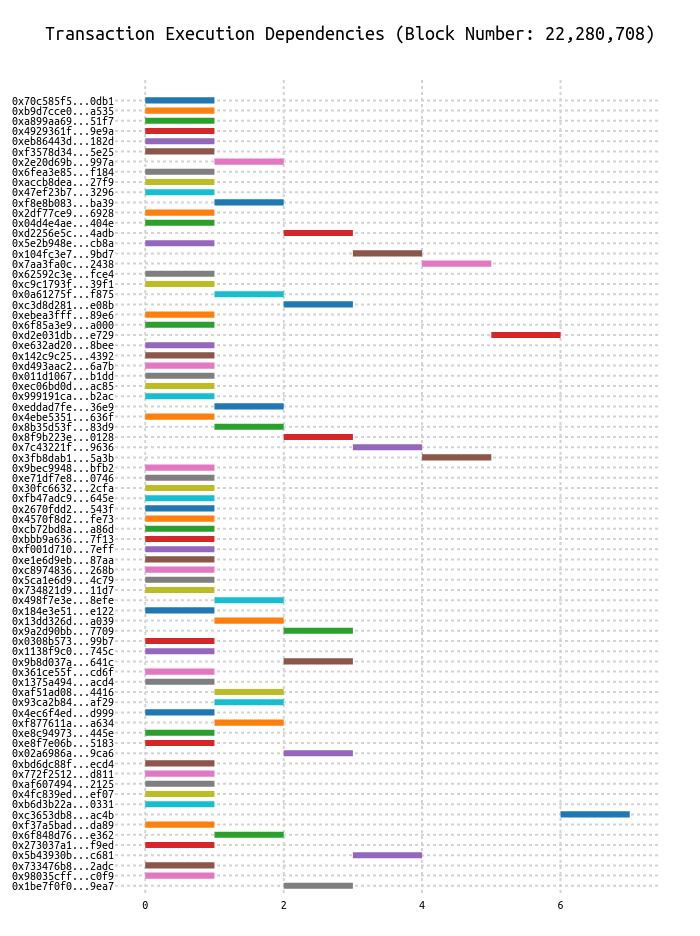 Transaction Execution Dependencies (Block Number: 22,280,708)
0x70c585f5...0db1
0xb9d7cce0...a535
0xa899aa69...51f7
0x4929361f...9e9a
0xeb86443d...182d
0xf3578d34...5e25
0x2e20d69b...997a
0x6fea3e85...f184
0xaccb8dea...27f9
0x47ef23b7...3296
0xf8e8b083...ba39
0x2df77ce9...6928
0x04d4e4ae...404e
0xd2256e5c...4adb
0x5e2b948e...cb8a
0x104fc3e7...9bd7
0x7aa3fa0c...2438
0x62592c3e...fce4
0xc9c1793f...39f1
0x0a61275f...f875
0xc3d8d281...e08b
0xebea3fff...89e6
0x6f85a3e9...a000
0xd2e031db...e729
0xe632ad20...8bee
0x142c9c25...4392
0xd493aac2...6a7b
0x011d1067...b1dd
0xec06bd0d...ac85
0x999191ca...b2ac
0xeddad7fe...36e9
0x4ebe5351...636f
0x8b35d53f...83d9
0x8f9b223e...0128
0x7c43221f...9636
0x3fb8dab1...5a3b
0x9bec9948...bfb2
0xe71df7e8...0746
0x30fc6632...2cfa
0xfb47adc9...645e
0x2670fdd2...543f
0x4570f8d2...fe73
0xcb72bd8a...a86d
0xbbb9a636...7f13
0xf001d710...7eff
0xe1e6d9eb...87aa
0xc8974836...268b
0x5ca1e6d9...4c79
0x734821d9...11d7
0x498f7e3e...8efe
0x184e3e51...e122
0x13dd326d...a039
0x9a2d90bb...7709
0x0308b573...99b7
0x1138f9c0...745c
0x9b8d037a...641c
0x361ce55f...cd6f
0x1375a494...acd4
0xaf51ad08...4416
0x93ca2b84...af29
0x4ec6f4ed...d999
0xf877611a...a634
0xe8c94973...445e
0xe8f7e06b...5183
0x02a6986a...9ca6
0xbd6dc88f...ecd4
0x772f2512...d811
0xaf607494...2125
0x4fc839ed...ef07
0xb6d3b22a...0331
0xc3653db8...ac4b
0xf37a5bad...da89
0x6f848d76...e362
0x273037a1...f9ed
0x5b43930b...c681
0x733476b8...2adc
0x98035cff...c0f9
0x1be7f0f0...9ea7
0 2 4 6